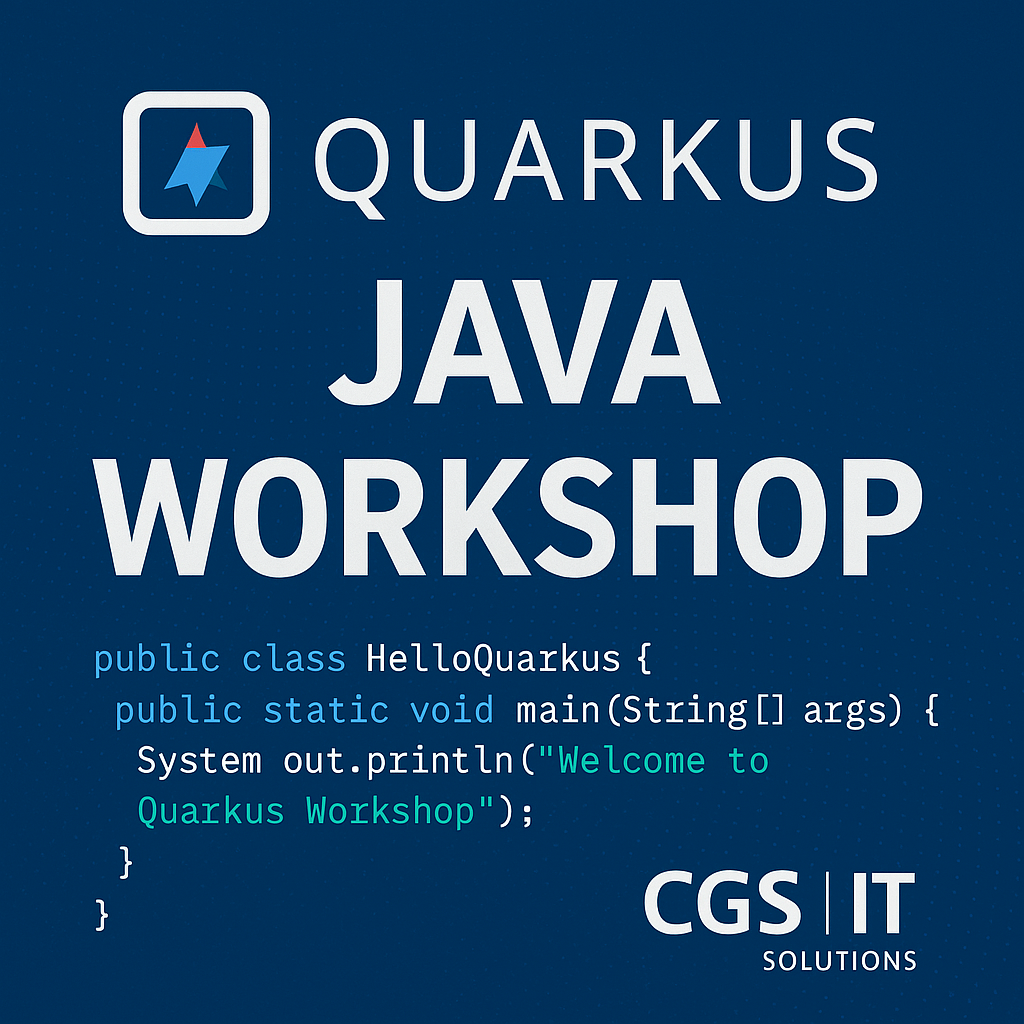 QUARKUS
JAVA
WORKSHOP
public class HelloQuarkus {
public static void main(String[] args) {
System out.println("Welcome to
Quarkus Workshop");
}
}
CGS | IT
SOLUTIONS